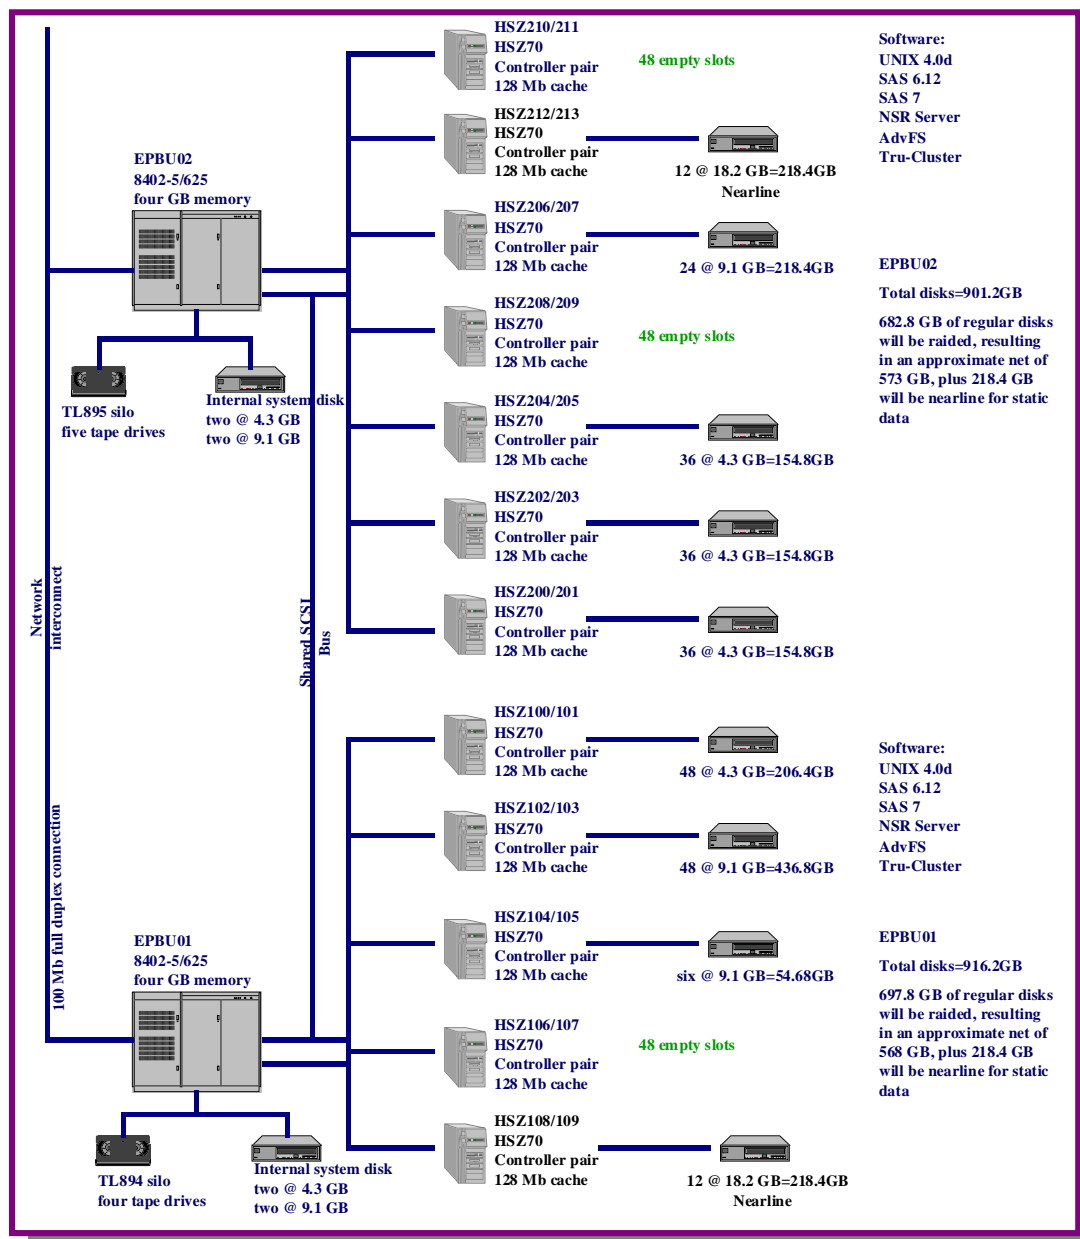 HSZ210/211
HSZ70
Controller pair
128 Mb cache
48 empty slots
Software:
UNIX 4.0d
SAS 6.12
SAS 7
NSR Server
AdvFS
Tru-Cluster
HSZ212/213
HSZ70
Controller pair
128 Mb cache
12 @ 18.2 GB=218.4GB
Nearline
EPBU02
8402-5/625
four GB memory
HSZ206/207
HSZ70
Controller pair
128 Mb cache
24 @ 9.1 GB=218.4GB
EPBU02
Total disks=901.2GB
682.8 GB of regular disks
will be raided, resulting
in an approximate net of
573 GB, plus 218.4 GB
will be nearline for static
data
HSZ208/209
HSZ70
Controller pair
128 Mb cache
48 empty slots
TL895 silo
five tape drives
Internal system disk
two @ 4.3 GB
two @ 9.1 GB
HSZ204/205
HSZ70
Controller pair
128 Mb cache
36 @ 4.3 GB=154.8GB
HSZ202/203
HSZ70
Controller pair
128 Mb cache
36 @ 4.3 GB=154.8GB
Network
interconnect
Shared SCSI
Bus
HSZ200/201
HSZ70
Controller pair
128 Mb cache
36 @ 4.3 GB=154.8GB
HSZ100/101
HSZ70
Controller pair
128 Mb cache
48 @ 4.3 GB=206.4GB
Software:
UNIX 4.0d
SAS 6.12
SAS 7
NSR Server
AdvFS
Tru-Cluster
HSZ102/103
HSZ70
Controller pair
128 Mb cache
48 @ 9.1 GB=436.8GB
100 Mb full duplex connection
EPBU01
8402-5/625
four GB memory
HSZ104/105
HSZ70
Controller pair
128 Mb cache
six @ 9.1 GB=54.68GB
EPBU01
Total disks=916.2GB
697.8 GB of regular disks
will be raided, resulting
in an approximate net of
568 GB, plus 218.4 GB
will be nearline for static
data
HSZ106/107
HSZ70
Controller pair
128 Mb cache
48 empty slots
HSZ108/109
HSZ70
Controller pair
128 Mb cache
12 @ 18.2 GB=218.4GB
Nearline
TL894 silo
four tape drives
Internal system disk
two @ 4.3 GB
two @ 9.1 GB